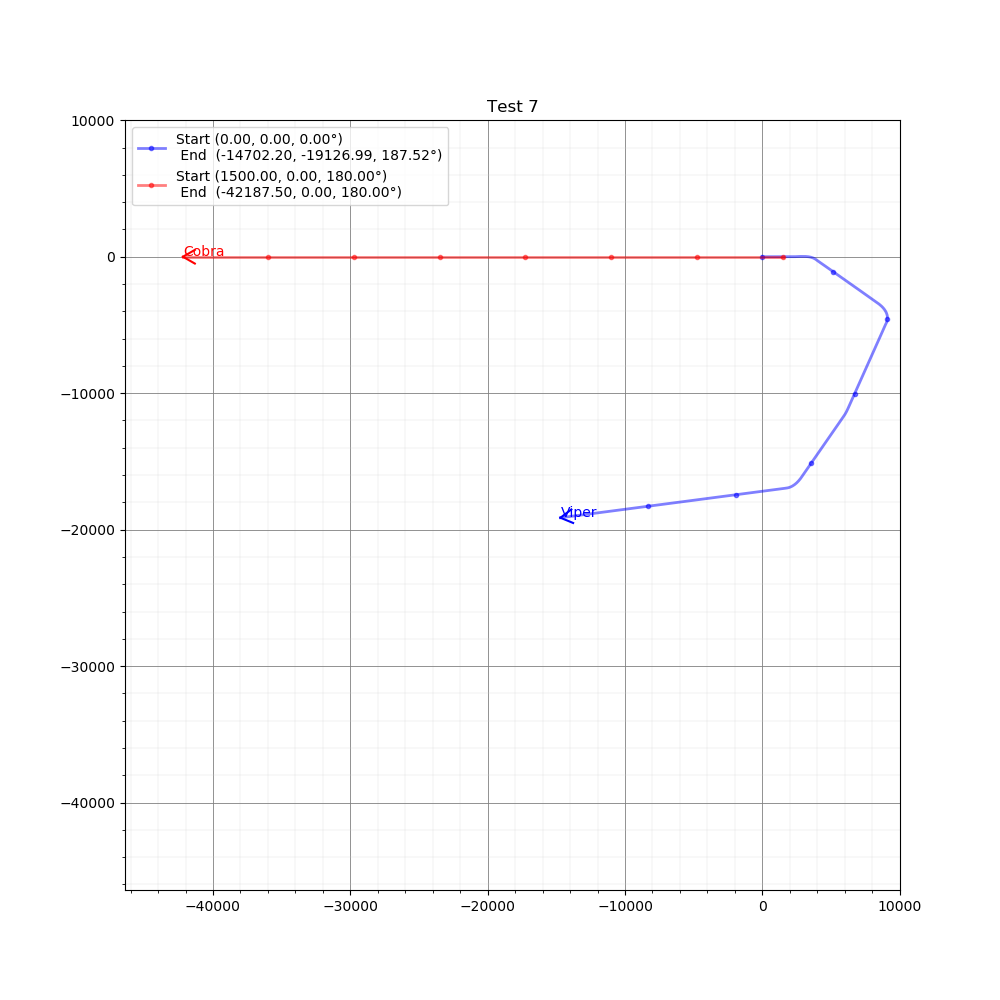 Test 7
10000
Start (0.00, 0.00, 0.00°)
End  (-14702.20, -19126.99, 187.52°)
Start (1500.00, 0.00, 180.00°)
End  (-42187.50, 0.00, 180.00°)
Cobra
0
−10000
Viper
−20000
−30000
−40000
−40000 −30000 −20000 −10000 0 10000